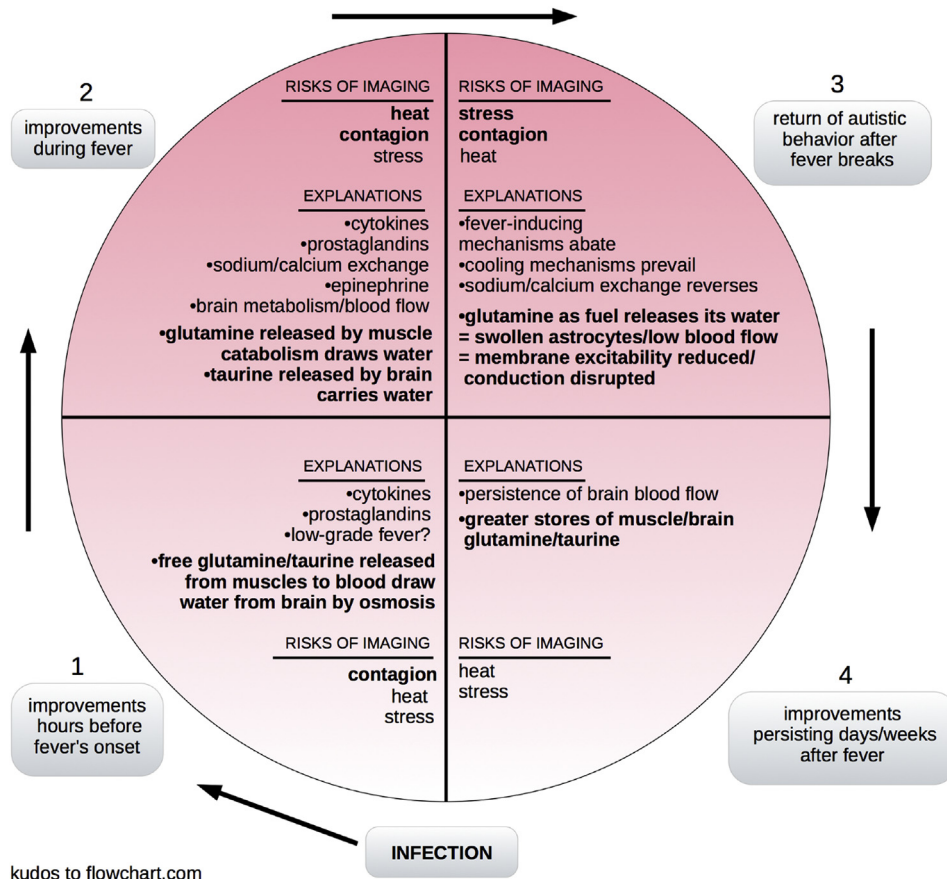 2
improvements
during fever
RISKS OF IMAGING
heat
contagion
stress
EXPLANATIONS
•cytokines
•prostaglandins
•sodium/calcium exchange
•epinephrine
•brain metabolism/blood flow
•glutamine released by muscle
catabolism draws water
•taurine released by brain
carries water
RISKS OF IMAGING
stress
contagion
heat
EXPLANATIONS
•fever-inducing
mechanisms abate
•cooling mechanisms prevail
•sodium/calcium exchange reverses
•glutamine as fuel releases its water
= swollen astrocytes/low blood flow
= membrane excitability reduced/
conduction disrupted
3
return of autistic
behavior after
fever breaks
1
improvements
hours before
fever's onset
EXPLANATIONS
•cytokines
•prostaglandins
•low-grade fever?
•free glutamine/taurine released
from muscles to blood draw
water from brain by osmosis
RISKS OF IMAGING
contagion
heat
stress
EXPLANATIONS
•persistence of brain blood flow
•greater stores of muscle/brain
glutamine/taurine
RISKS OF IMAGING
heat
stress
4
improvements
persisting days/weeks
after fever
INFECTION
kudos to flowchart.com